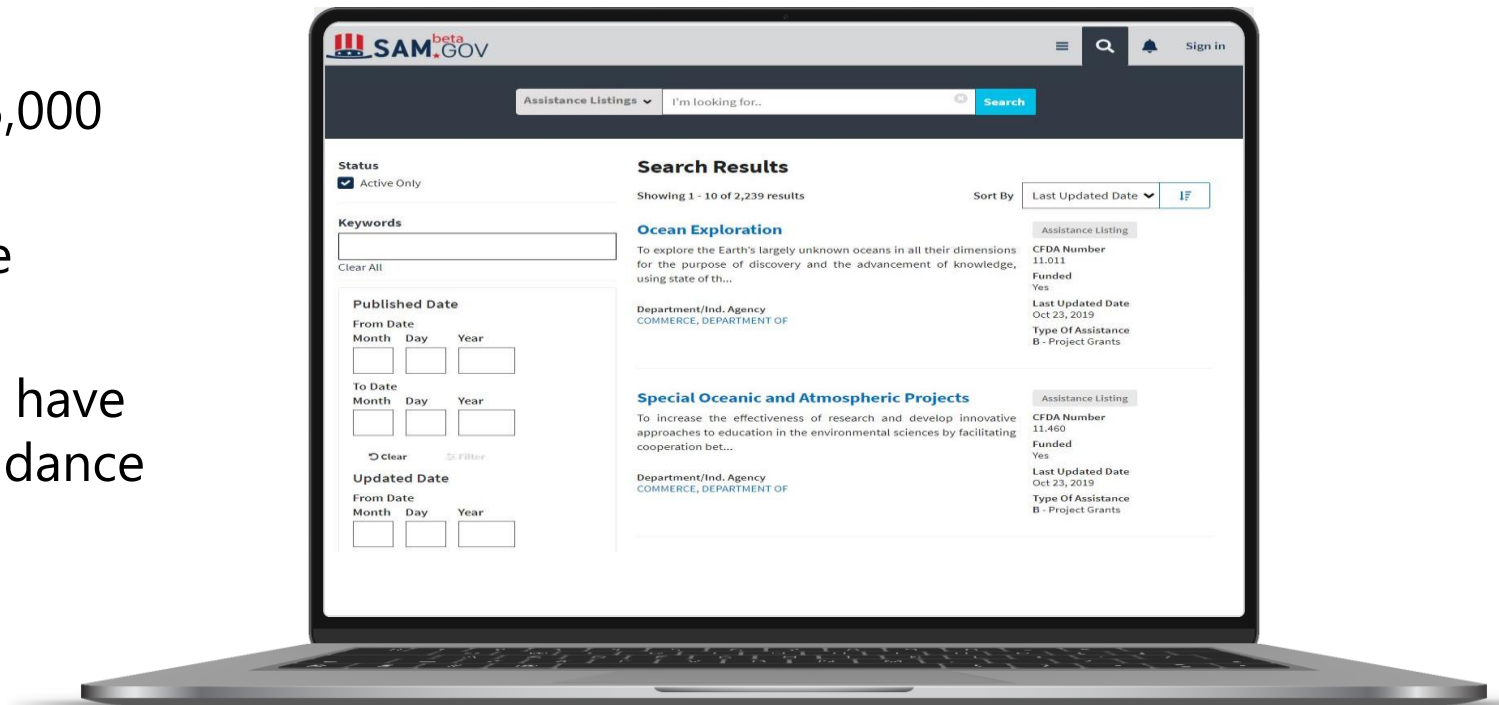 ,000
e
have
dance
SAM.GOV
beta
Sign in
Assistance Listings
I'm looking for..
Search
Status
Active Only
Keywords
Clear All
Published Date
From Date
Month Day Year
To Date
Month Day Year
Clear Filter
Updated Date
From Date
Month Day Year
Search Results
Showing 1 - 10 of 2,239 results
Sort By Last Updated Date
Ocean Exploration
To explore the Earth's largely unknown oceans in all their dimensions
for the purpose of discovery and the advancement of knowledge,
using state of th...
Department/Ind. Agency
COMMERCE, DEPARTMENT OF
Assistance Listing
CFDA Number
11.011
Funded
Yes
Last Updated Date
Oct 23, 2019
Type Of Assistance
B - Project Grants
Special Oceanic and Atmospheric Projects
To increase the effectiveness of research and develop innovative
approaches to education in the environmental sciences by facilitating
cooperation bet...
Department/Ind. Agency
COMMERCE, DEPARTMENT OF
Assistance Listing
CFDA Number
11.460
Funded
Yes
Last Updated Date
Oct 23, 2019
Type Of Assistance
B - Project Grants